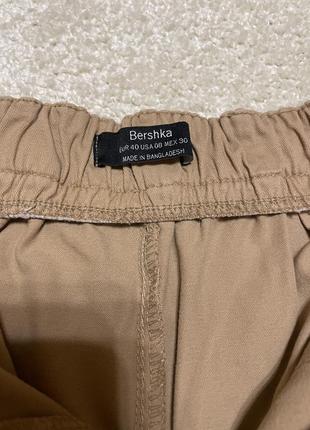 Bershka
EUR 40 USA 08 MEX 30
MADE IN BANGLADESH